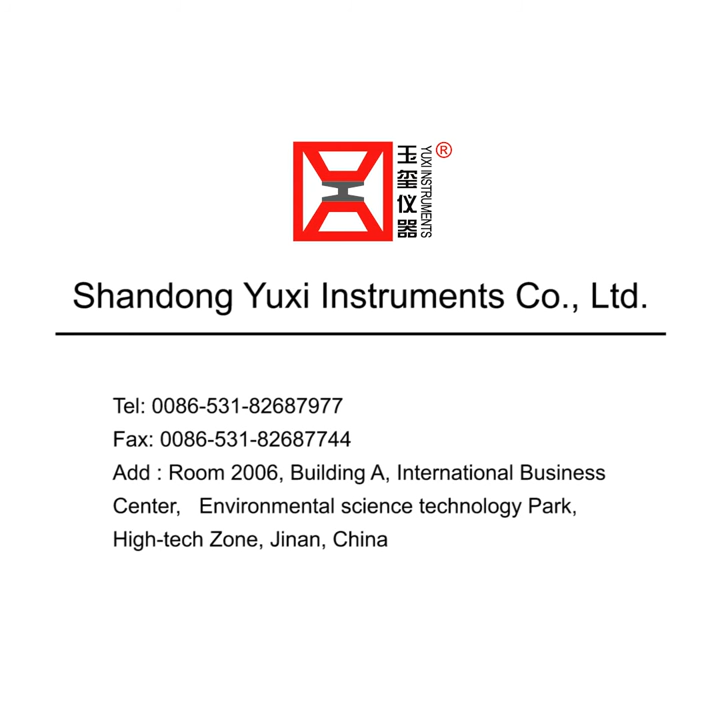 玉玺仪器
YUXI INSTRUMENTS
®
Shandong Yuxi Instruments Co., Ltd.
Tel: 0086-531-82687977
Fax: 0086-531-82687744
Add : Room 2006, Building A, International Business
Center,   Environmental science technology Park,
High-tech Zone, Jinan, China